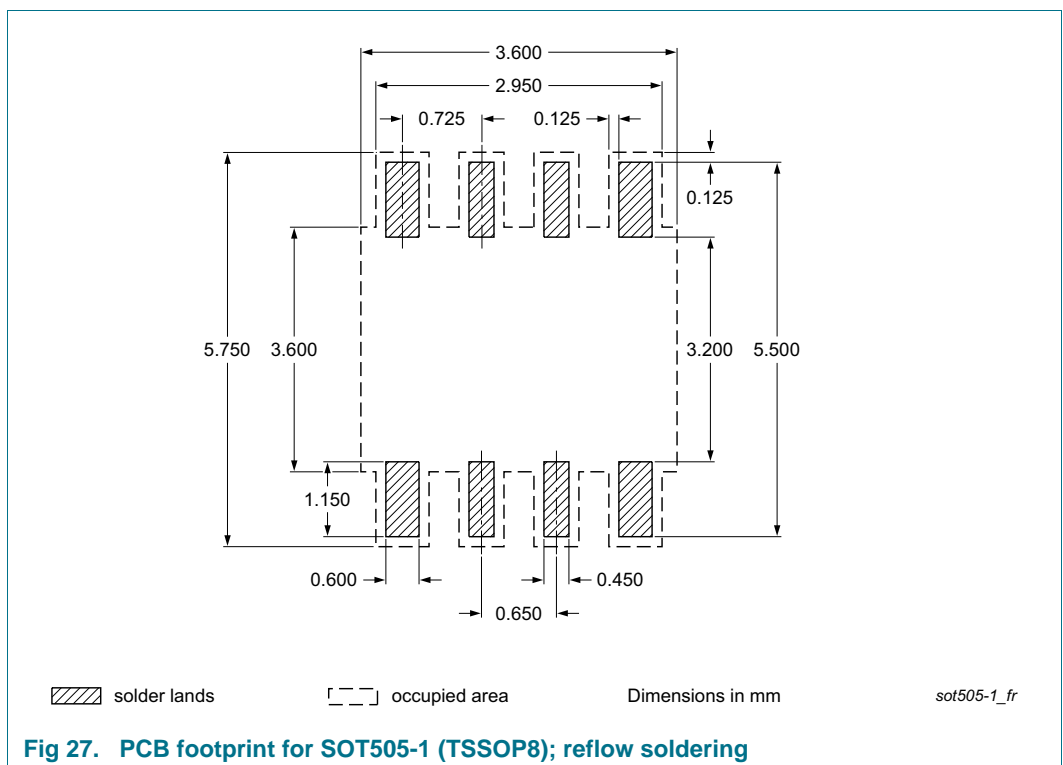 3.600
2.950
0.725 0.125
0.125
5.750 3.600 3.200 5.500
1.150
0.600 0.450
0.650
solder lands occupied area Dimensions in mm sot505-1_fr
Fig 27. PCB footprint for SOT505-1 (TSSOP8); reflow soldering